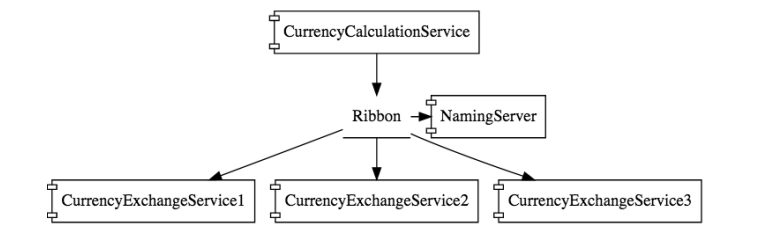 CurrencyCalculationService
Ribbon
NamingServer
CurrencyExchangeService1
CurrencyExchangeService2
CurrencyExchangeService3